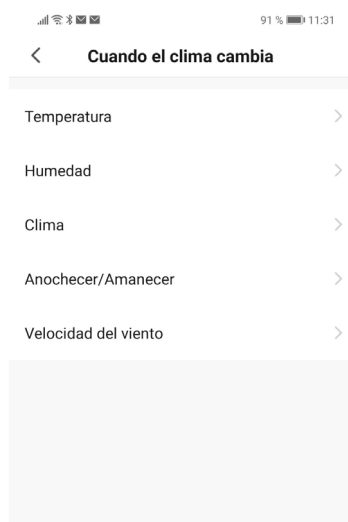 91 % 11:31
Cuando el clima cambia
Temperatura
Humedad
Clima
Anochecer/Amanecer
Velocidad del viento